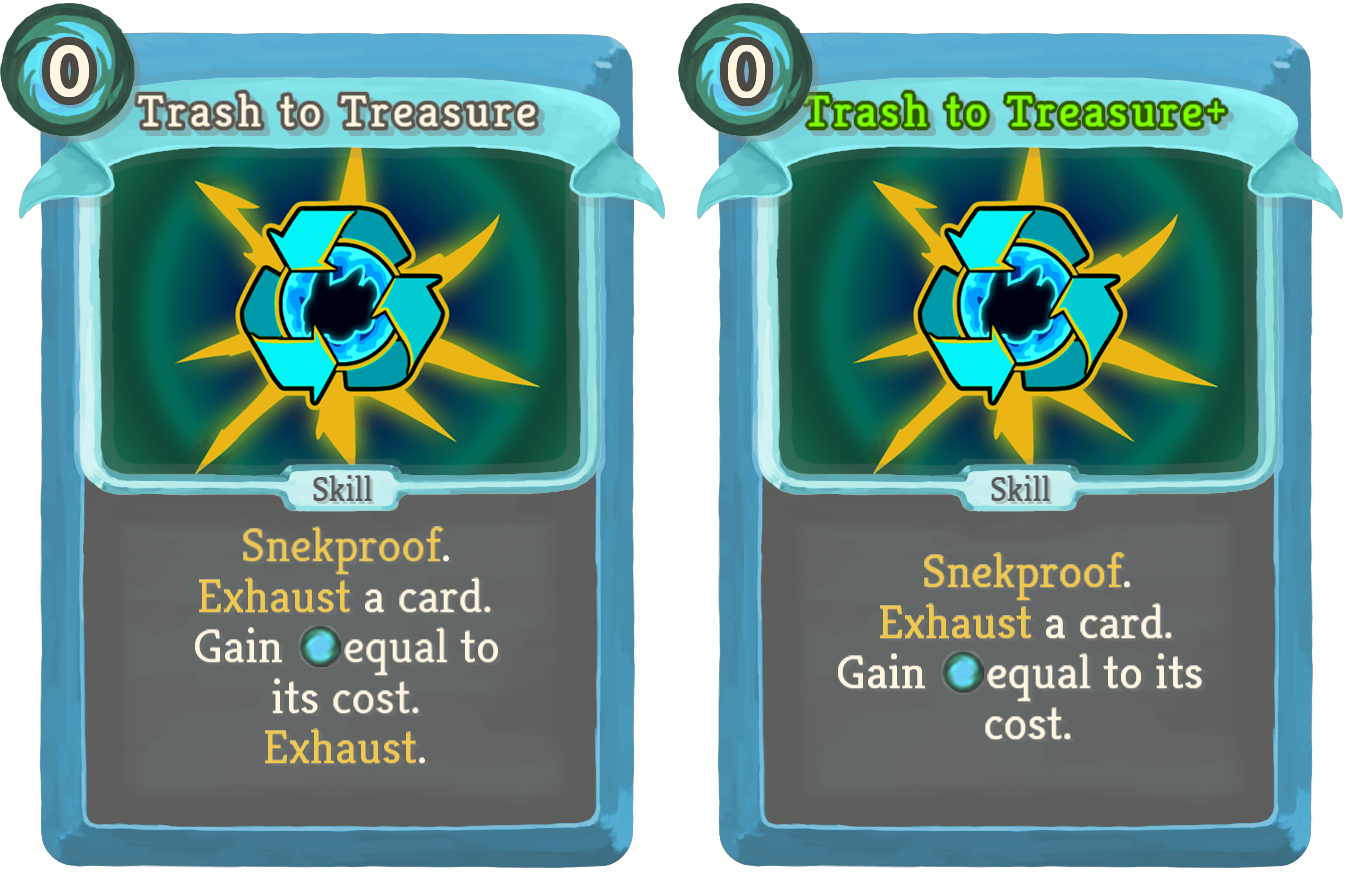 0
Trash to Treasure
Skill
Snekproof.
Exhaust a card.
Gain equal to
its cost.
Exhaust.
0
Trash to Treasure+
Skill
Snekproof.
Exhaust a card.
Gain equal to its
cost.